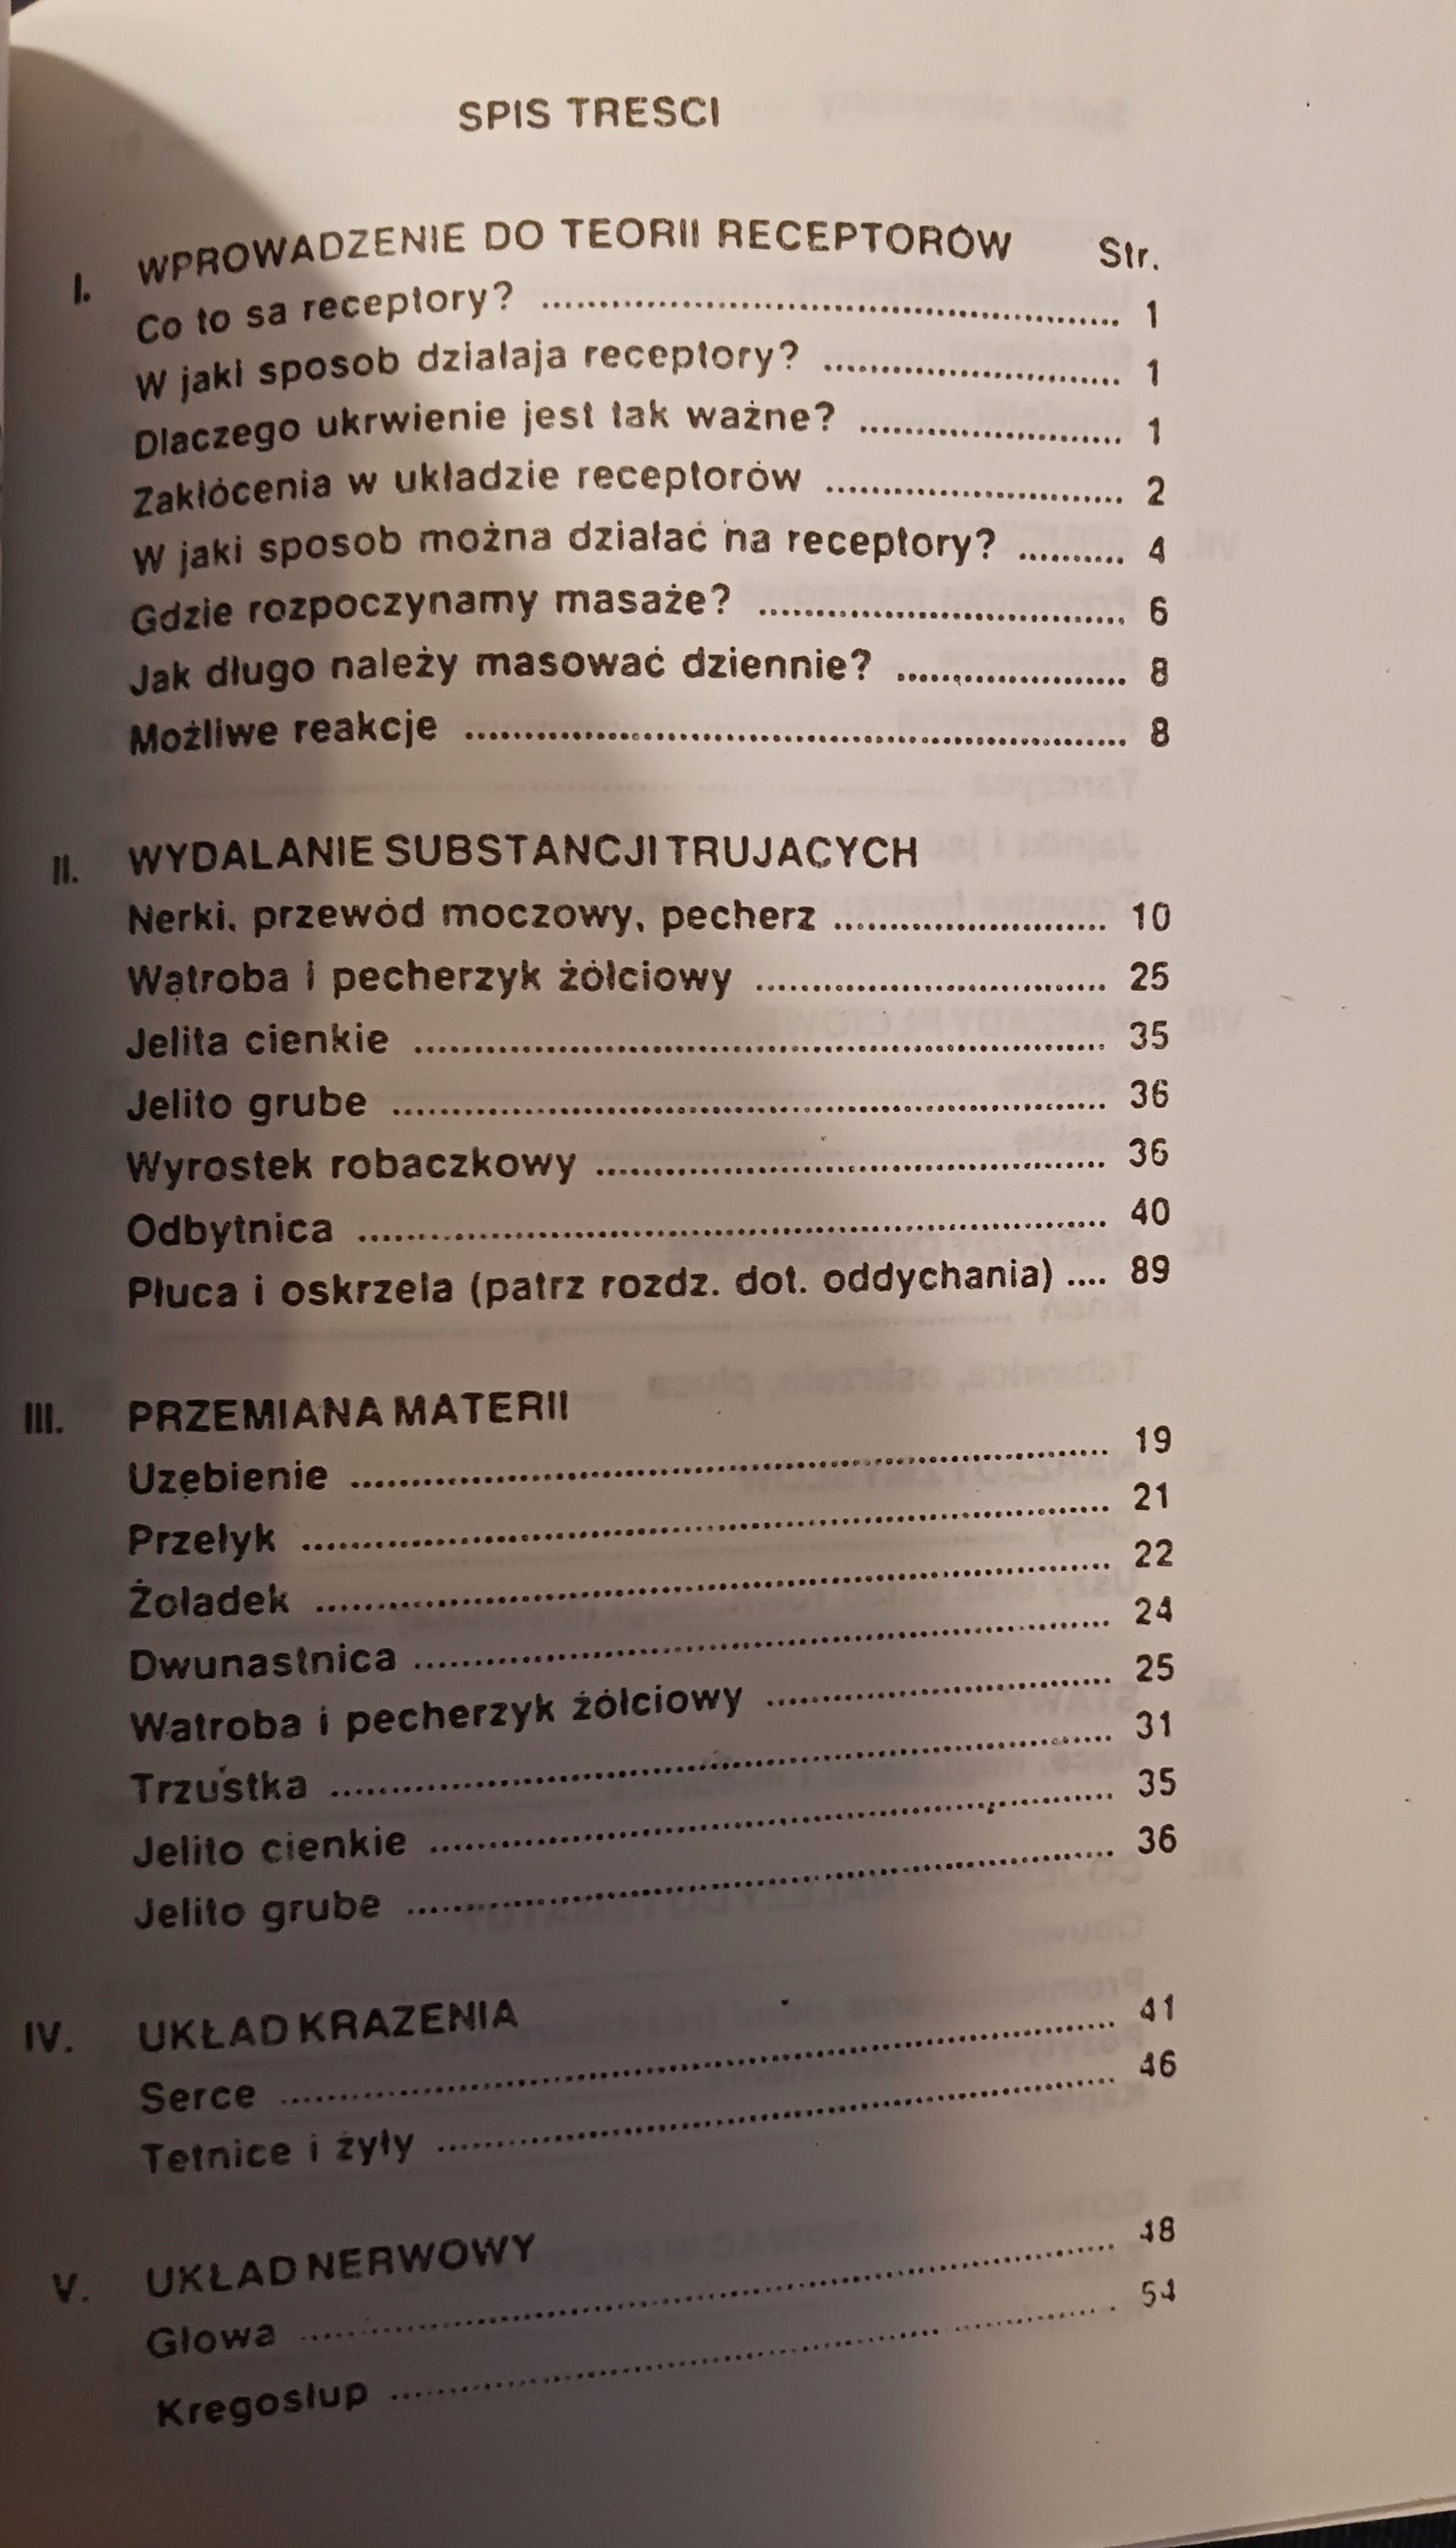 SPIS TRESCI
I. WPROWADZENIE DO TEORII RECEPTORÓW Str.
Co to sa receptory? 1
W jaki sposob działaja receptory? 1
Dlaczego ukrwienie jest tak ważne? 1
Zakłócenia w układzie receptorów 2
W jaki sposob można działać na receptory? 4
Gdzie rozpoczynamy masaże? 6
Jak długo należy masować dziennie? 8
Możliwe reakcje 8
II. WYDALANIE SUBSTANCJI TRUJACYCH
Nerki, przewód moczowy, pecherz 10
Wątroba i pecherzyk żółciowy 25
Jelita cienkie 35
Jelito grube 36
Wyrostek robaczkowy 36
Odbytnica 40
Płuca i oskrzela (patrz rozdz. dot. oddychania) .... 89
III. PRZEMIANA MATERII
Uzębienie 19
Przełyk 21
Żoładek 22
Dwunastnica 24
Watroba i pecherzyk żółciowy 25
Trzustka 31
Jelito cienkie 35
Jelito grube 36
IV. UKŁAD KRAZENIA
Serce 41
Tetnice i żyły 46
V. UKŁAD NERWOWY
Głowa 48
Kregosłup 54